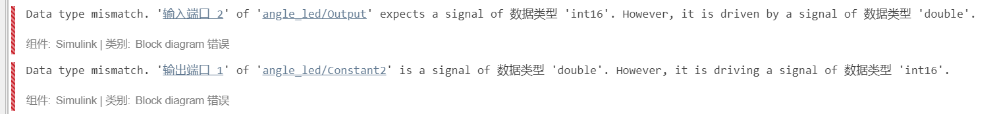 Data type mismatch. '输入端口 2' of 'angle_led/Output' expects a signal of 数据类型 'int16'. However, it is driven by a signal of 数据类型 'double'.
组件: Simulink | 类别: Block diagram 错误
Data type mismatch. '输出端口 1' of 'angle_led/Constant2' is a signal of 数据类型 'double'. However, it is driving a signal of 数据类型 'int16'.
组件: Simulink | 类别: Block diagram 错误